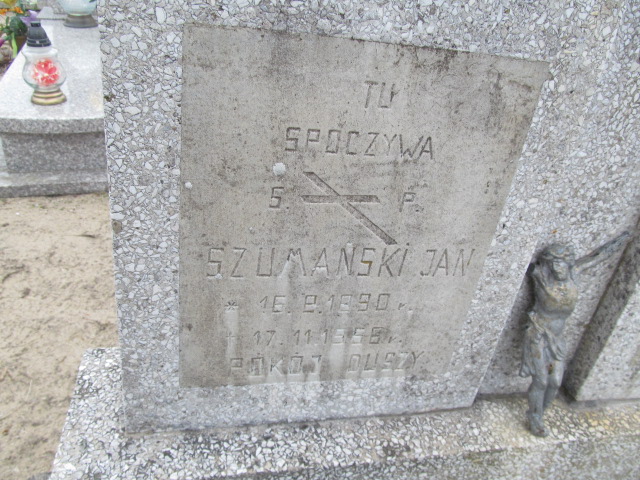 TU
SPOCZYWA
Ś. P.
SZUMAŃSKI JAN
* 16.8.1890 r.
+ 17.11.1956 r.
POKÓJ DUSZY